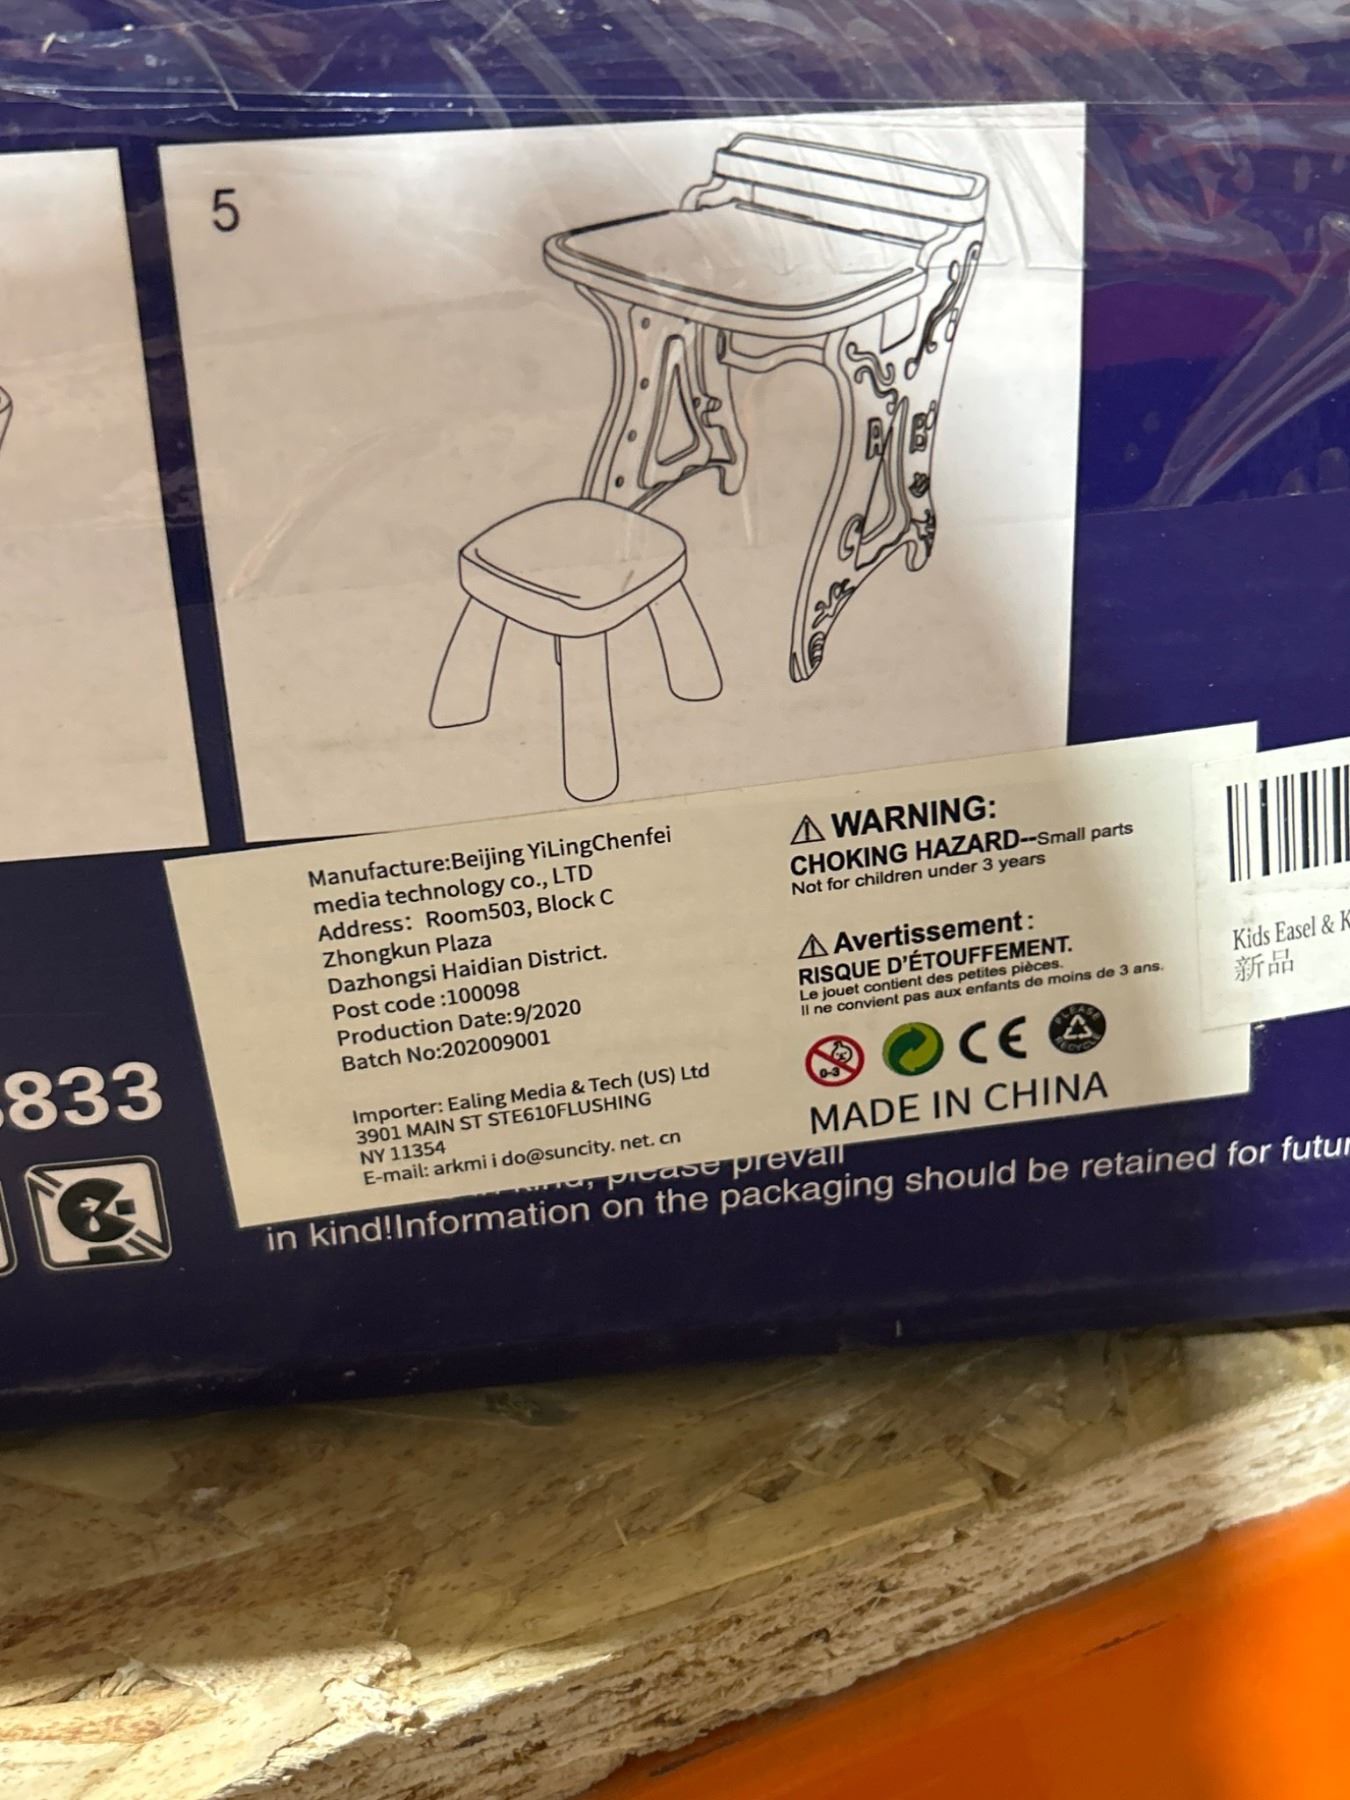 5
A B
Manufacture:Beijing YiLingChenfei
media technology co., LTD
Address： Room503, Block C
Zhongkun Plaza
Dazhongsi Haidian District.
Post code :100098
Production Date:9/2020
Batch No:202009001
Importer: Ealing Media & Tech (US) Ltd
3901 MAIN ST STE610FLUSHING
NY 11354
E-mail: arkmi i do@suncity. net. cn
⚠ WARNING:
CHOKING HAZARD--Small parts
Not for children under 3 years
⚠ Avertissement :
RISQUE D'ÉTOUFFEMENT.
Le jouet contient des petites pièces.
Il ne convient pas aux enfants de moins de 3 ans.
0-3
CE
PLEASE
RECYCLE
MADE IN CHINA
Kids Easel & K
新品
833
please prevail
in kind!Information on the packaging should be retained for futur